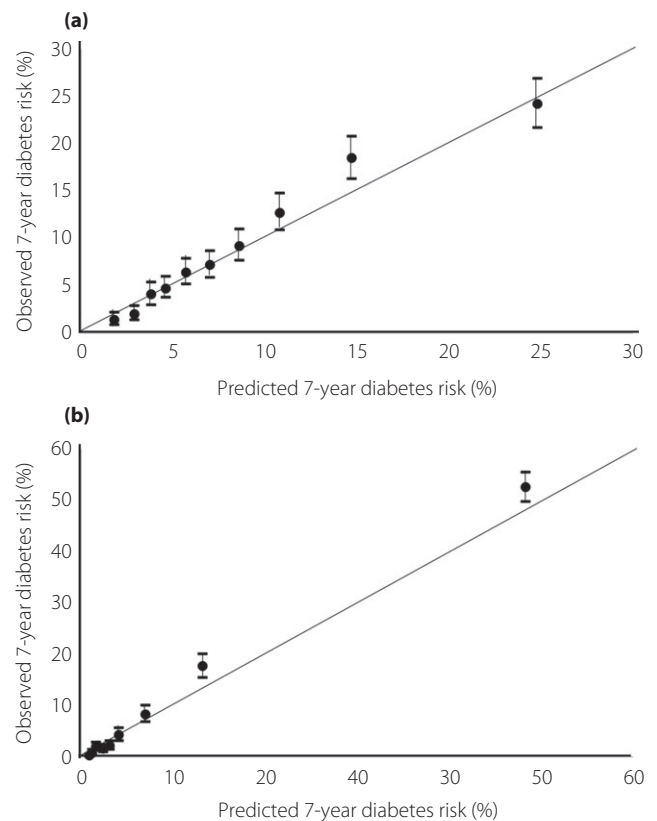 (a)
Observed 7-year diabetes risk (%)
30
25
20
15
10
5
0
0 5 10 15 20 25 30
Predicted 7-year diabetes risk (%)
(b)
Observed 7-year diabetes risk (%)
60
50
40
30
20
10
0
0 10 20 40 30 50 60
Predicted 7-year diabetes risk (%)